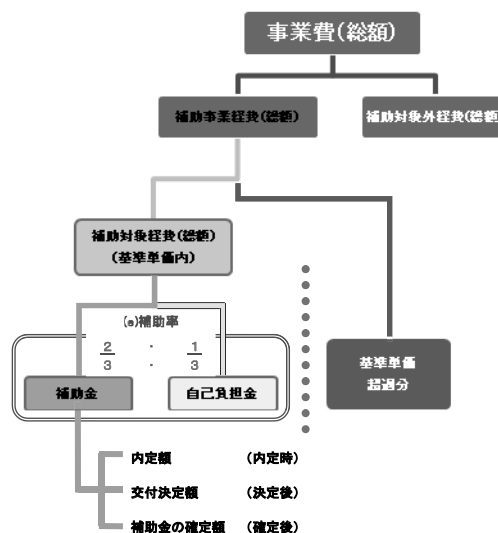 事業費(総額)
補助事業経費(総額)
補助対象外経費(総額)
補助対象経費(総額)
(基準単価内)
(a)補助率
2/3 : 1/3
補助金
自己負担金
基準単価
超過分
内定額 (内定時)
交付決定額 (決定後)
補助金の確定額 (確定後)